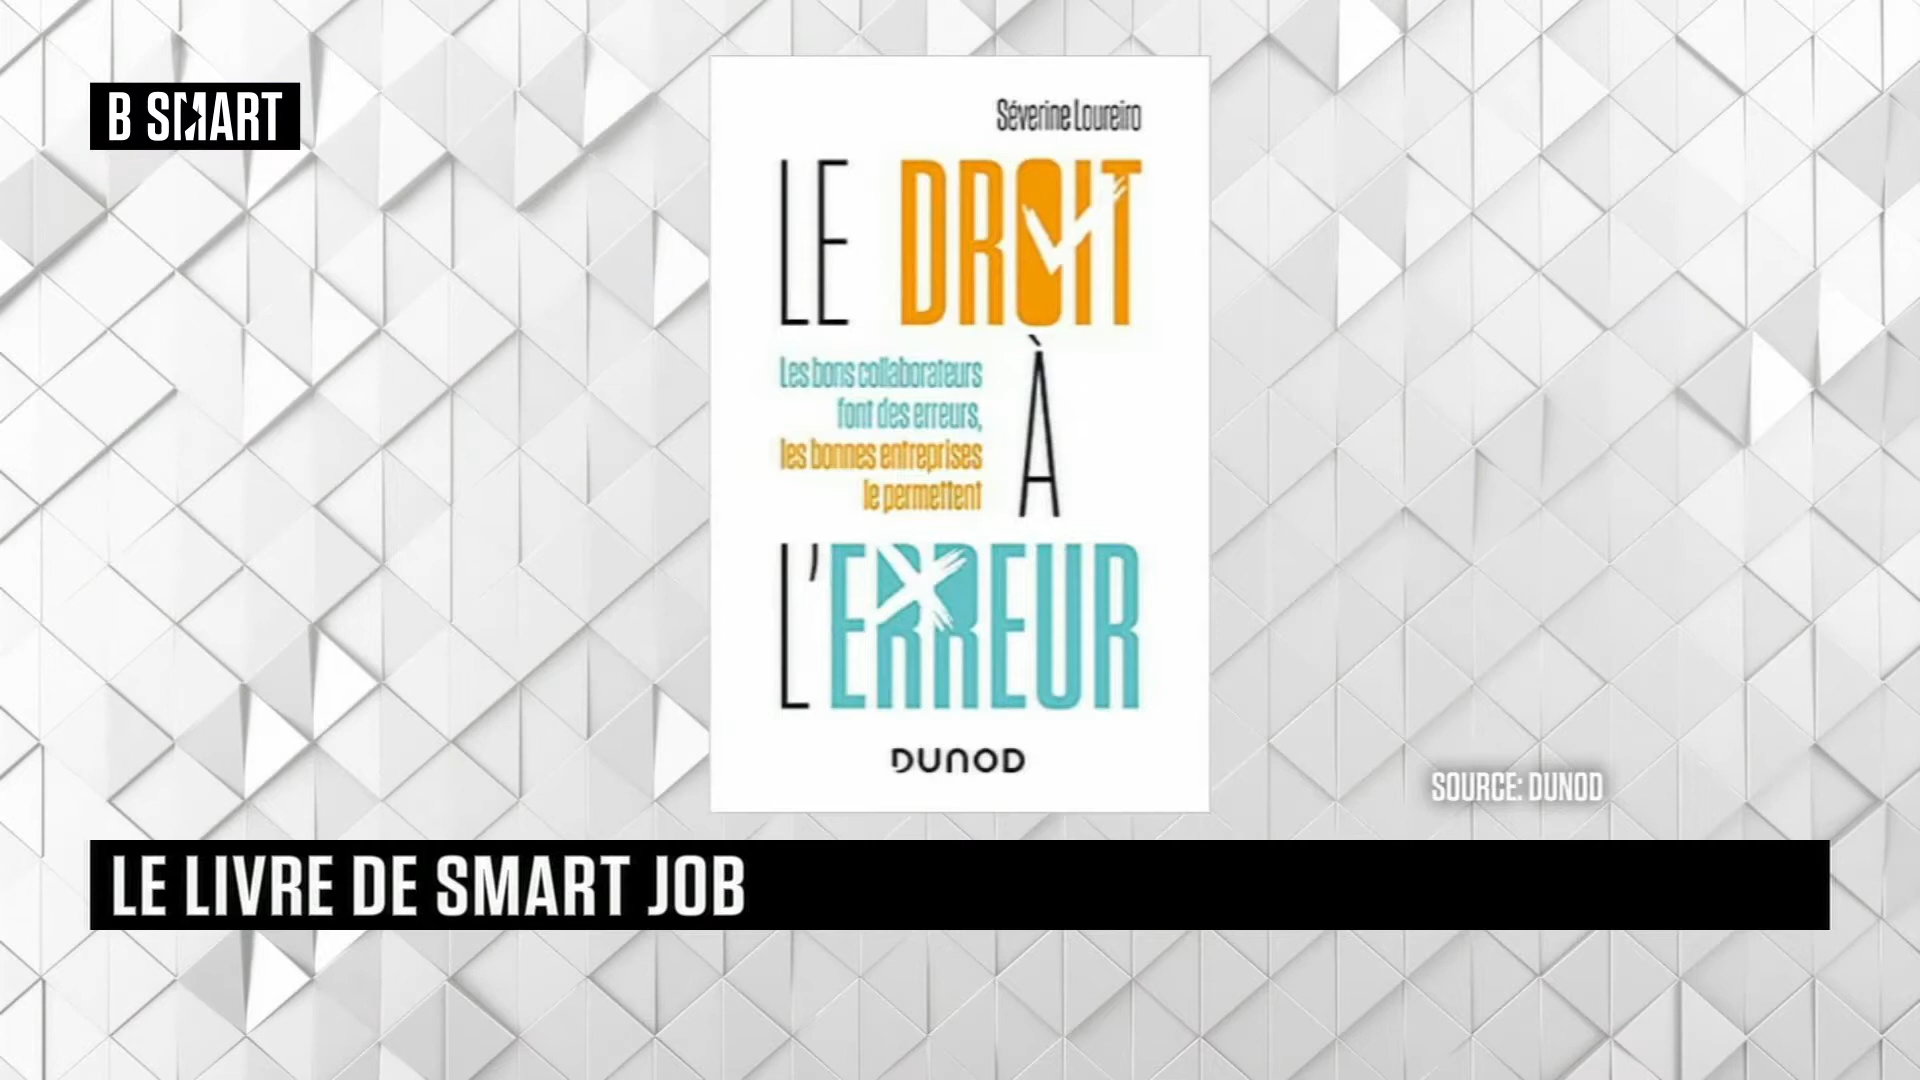 B SMART
Séverine Loureiro
LE DROIT
À
Les bons collaborateurs
font des erreurs,
les bonnes entreprises
le permettent
L'ERREUR
DUNOD
SOURCE: DUNOD
LE LIVRE DE SMART JOB